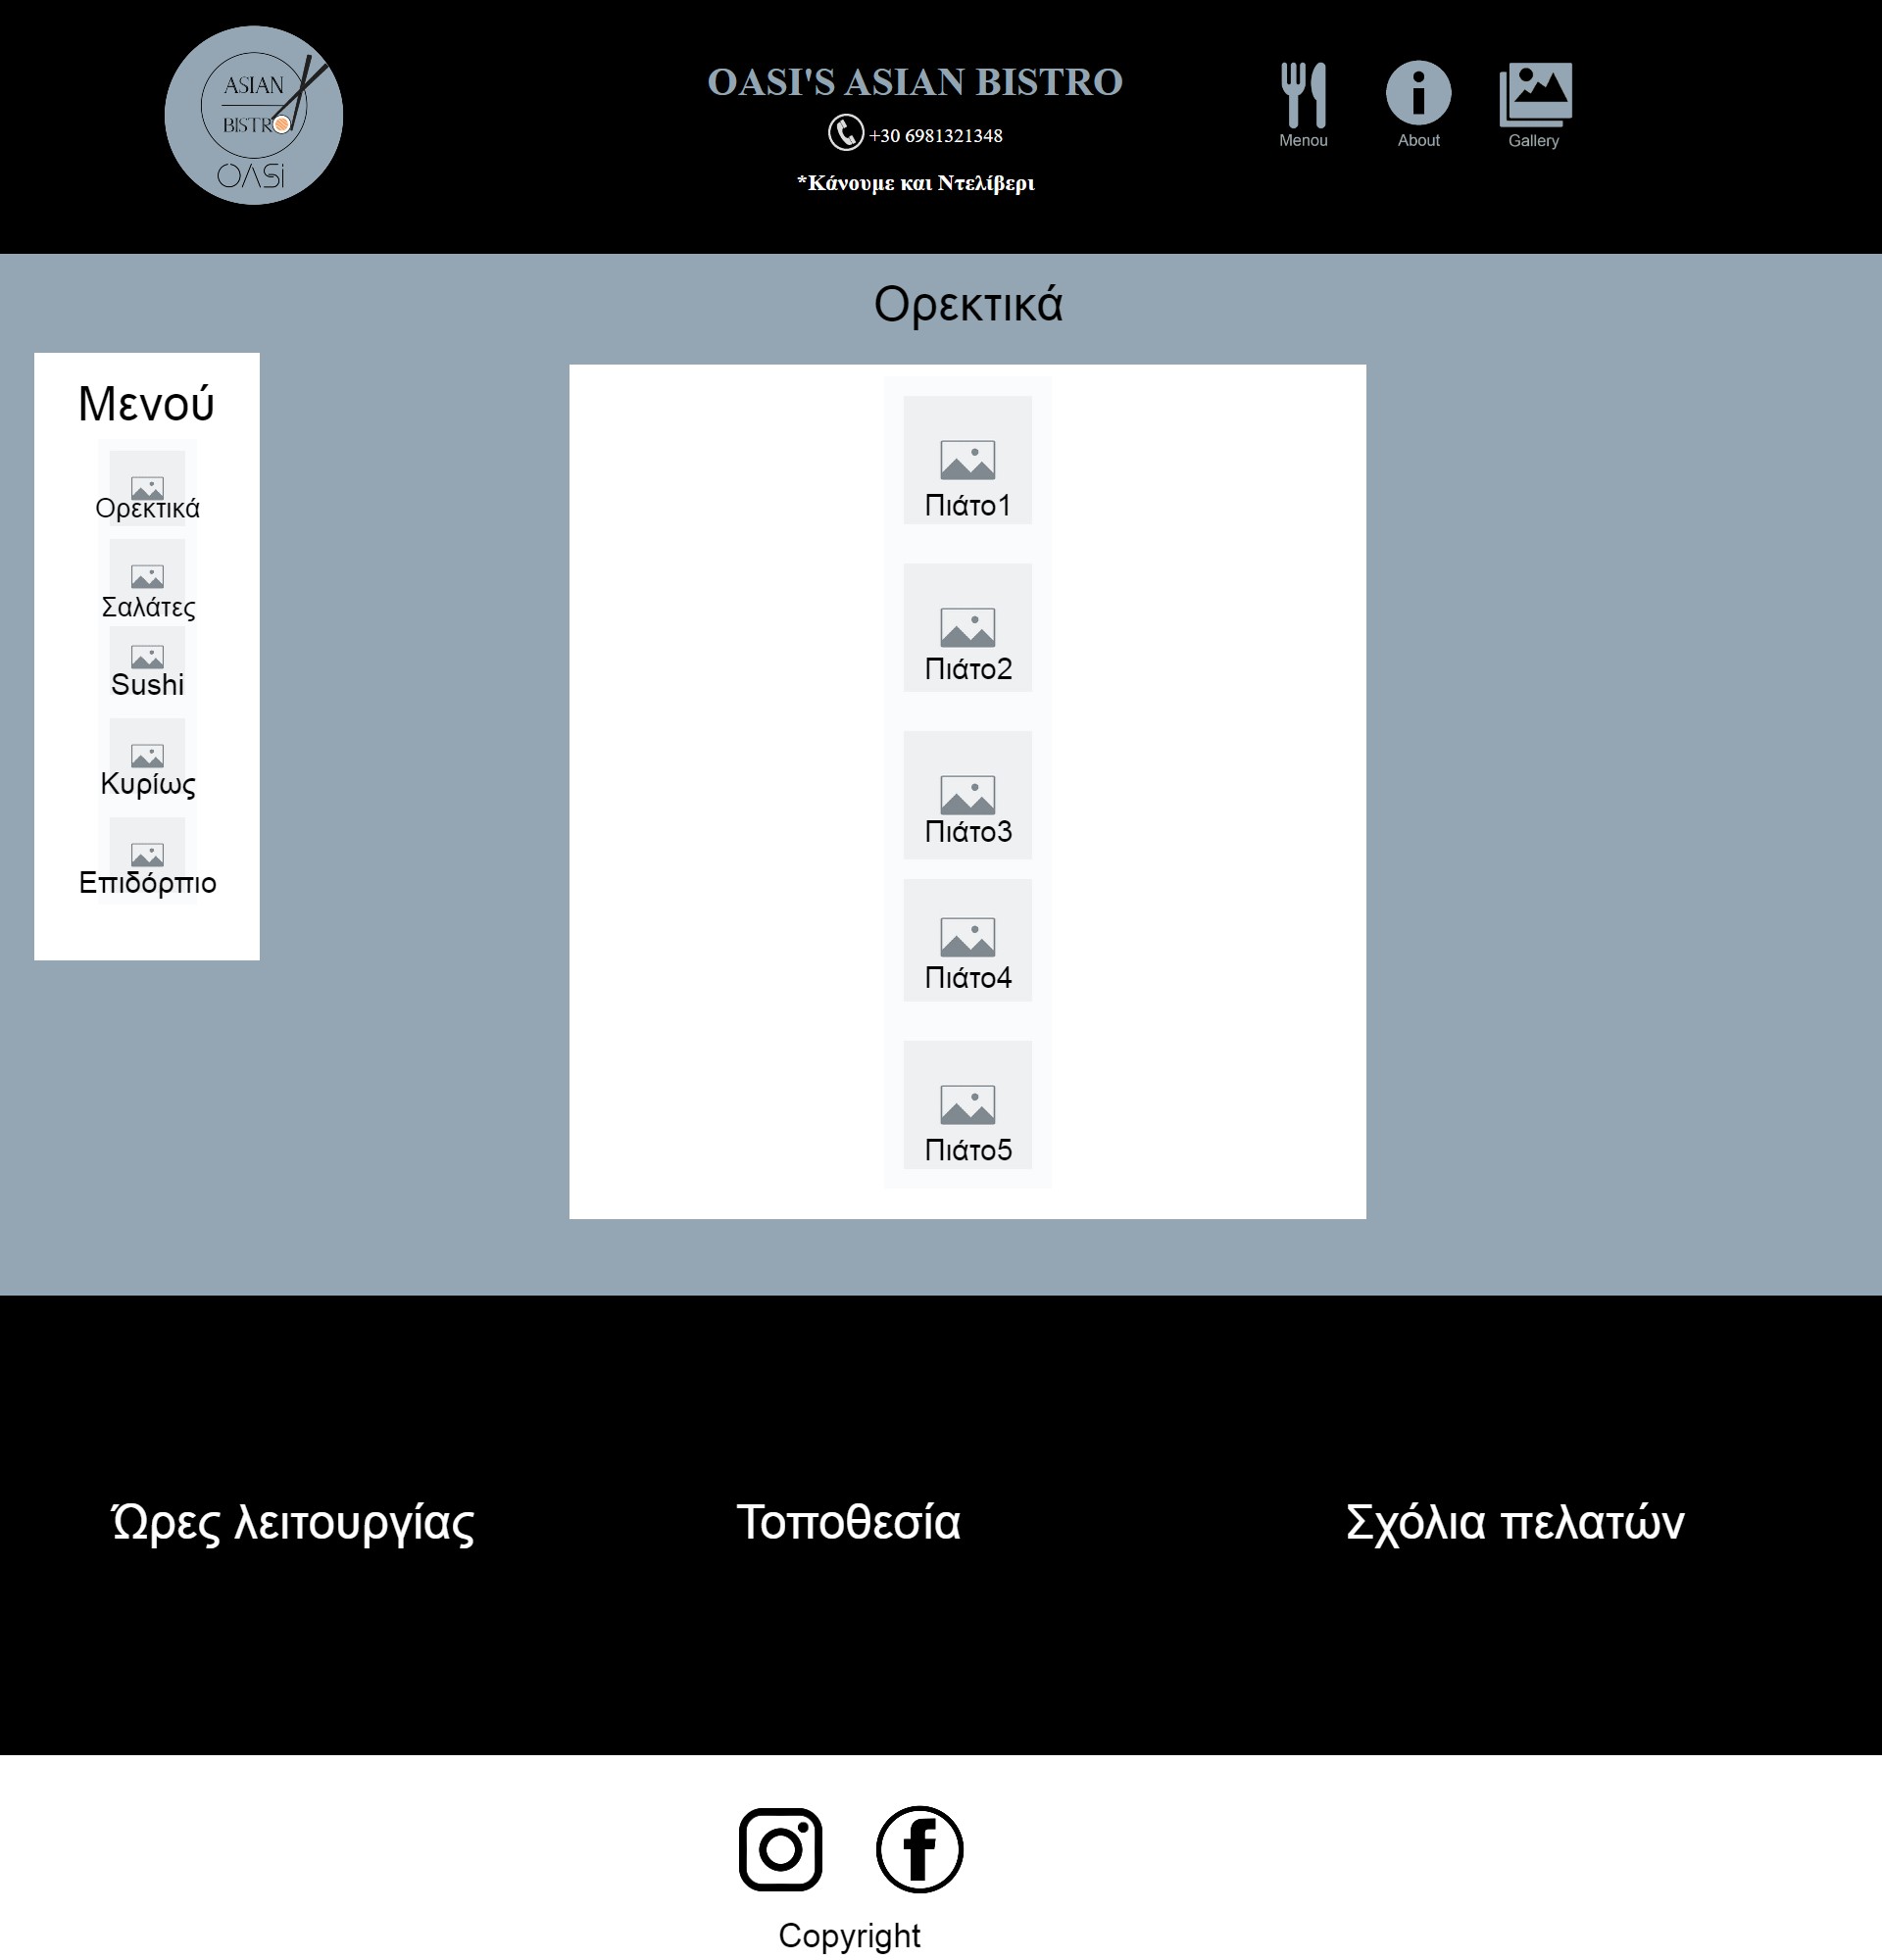 ASIAN
BISTRO
OASi
OASI'S ASIAN BISTRO
+30 6981321348
*Κάνουμε και Ντελίβερι
Menou
About
Gallery
Ορεκτικά
Μενού
Ορεκτικά
Σαλάτες
Sushi
Κυρίως
Επιδόρπιο
Πιάτο1
Πιάτο2
Πιάτο3
Πιάτο4
Πιάτο5
Ώρες λειτουργίας
Τοποθεσία
Σχόλια πελατών
Copyright